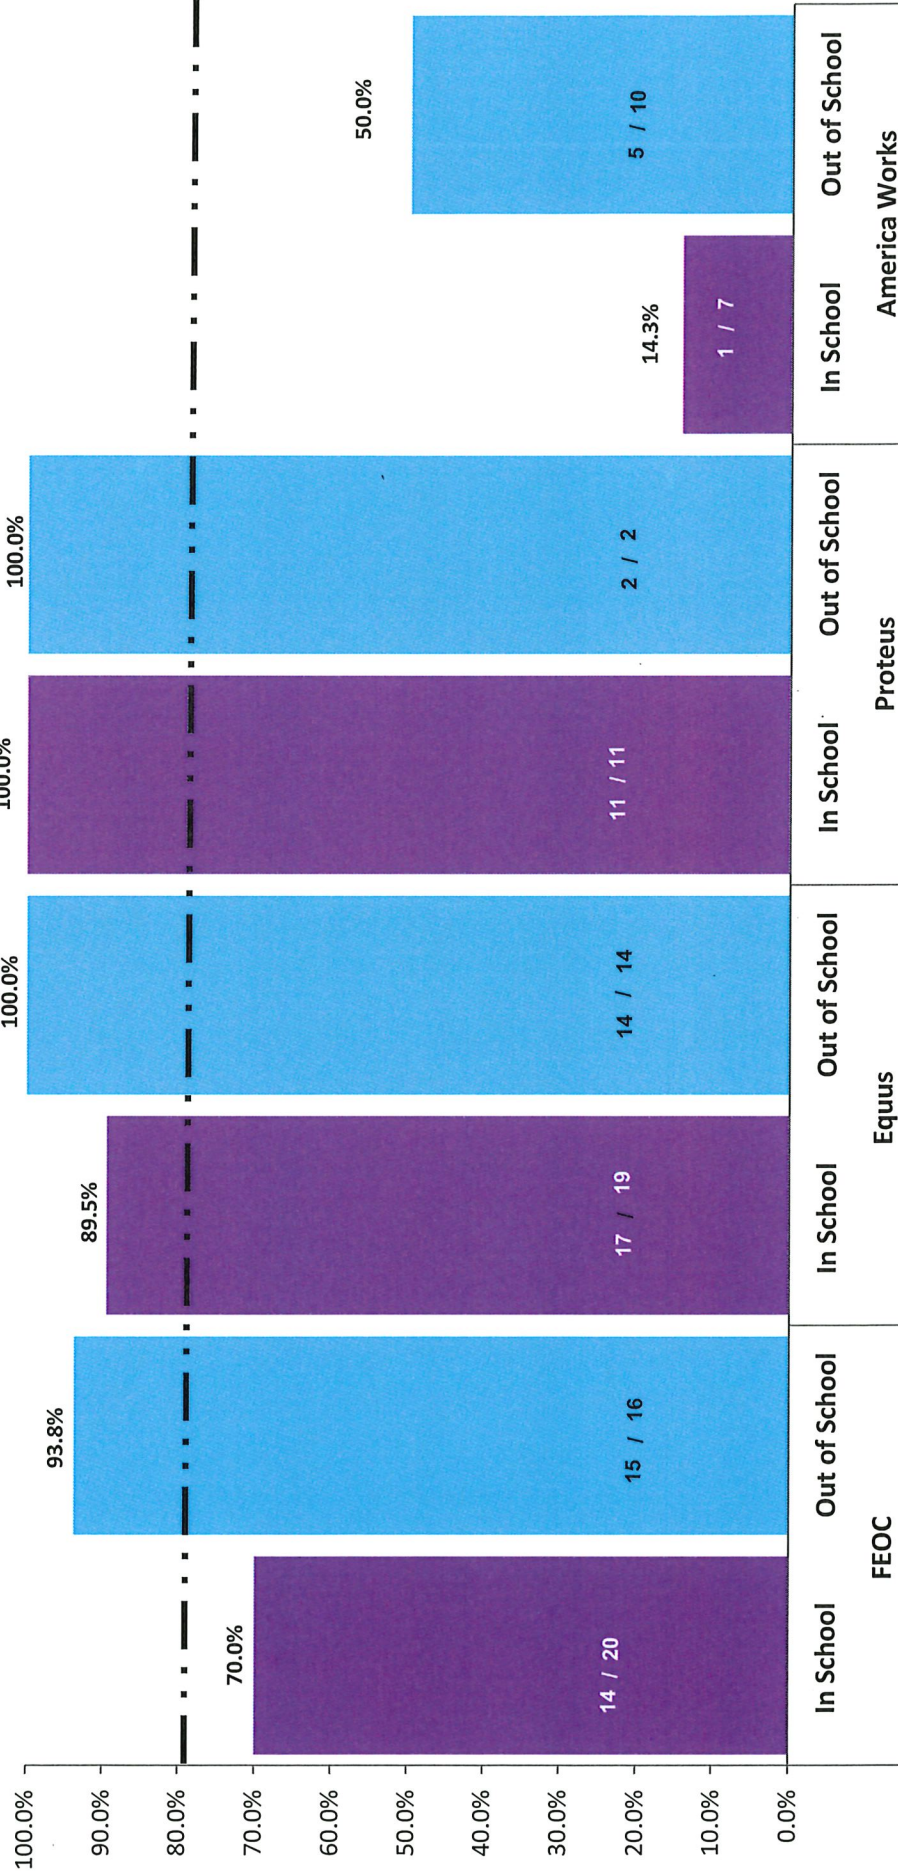 100.0%
90.0%
80.0%
70.0%
60.0%
50.0%
40.0%
30.0%
20.0%
10.0%
0.0%
70.0%
93.8%
89.5%
100.0%
100.0%
100.0%
14.3%
50.0%
14 / 20
15 / 16
17 / 19
14 / 14
11 / 11
2 / 2
1 / 7
5 / 10
In School
Out of School
In School
Out of School
In School
Out of School
In School
Out of School
FEOC
Equus
Proteus
America Works